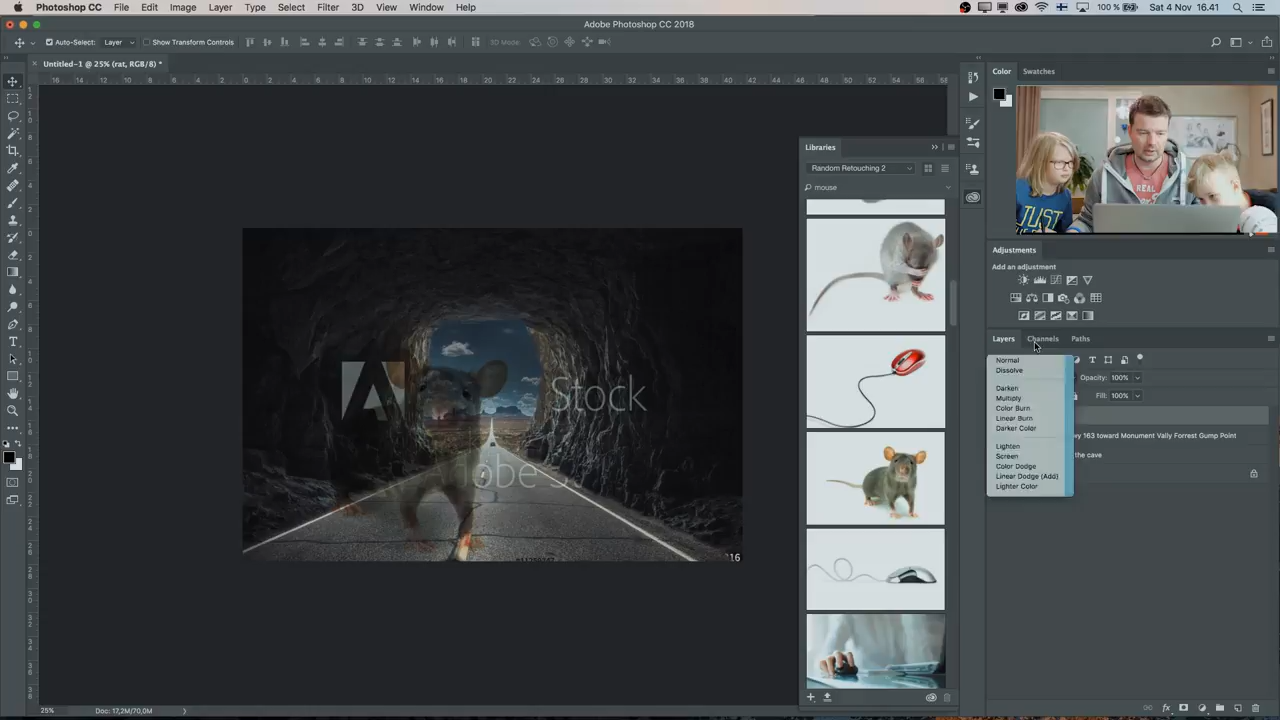 Photoshop CC File Edit Image Layer Type Select Filter 3D View Window Help 100 % Sat 4 Nov 16.41
Adobe Photoshop CC 2018
Auto-Select: Layer Show Transform Controls 3D Mode:
Untitled-1 @ 25% (rat, RGB/8) *
Color Swatches
Libraries
Random Retouching 2
mouse
JUST
REAL
Adjustments
Add an adjustment
Layers Channels Paths
Normal
Dissolve
Darken
Multiply
Color Burn
Linear Burn
Darker Color
Lighten
Screen
Color Dodge
Linear Dodge (Add)
Lighter Color
Opacity: 100%
Fill: 100%
toward Monument Vally Forrest Gump Point
the cave
Stock
16
25% Doc: 17,2M/70,0M